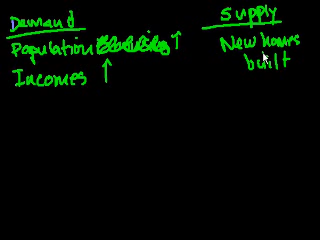 Demand
Population ↑
Incomes ↑
Supply
New homes
built